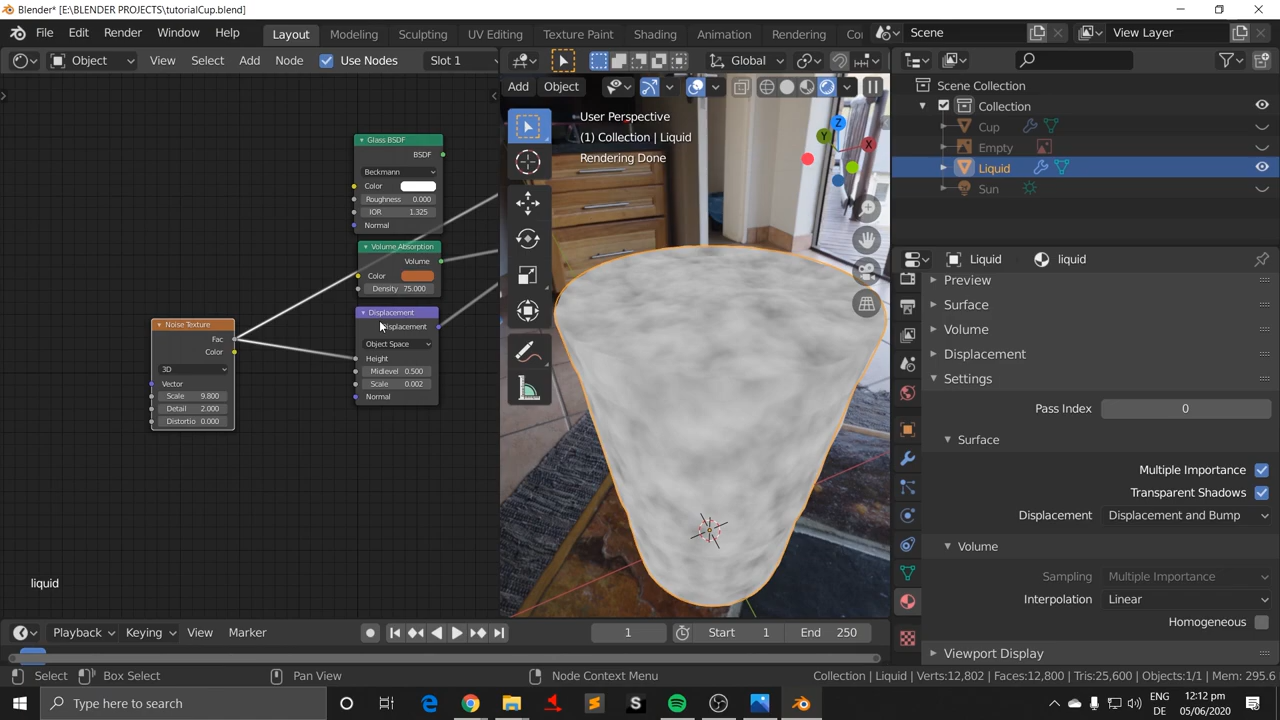 Blender* [E:\BLENDER PROJECTS\tutorialCup.blend]
File Edit Render Window Help Layout Modeling Sculpting UV Editing Texture Paint Shading Animation Rendering Co Scene View Layer
Object View Select Add Node Use Nodes Slot 1 Global
Add Object
User Perspective
(1) Collection | Liquid
Rendering Done
Z
Y
X
Glass BSDF
BSDF
Beckmann
Color
Roughness 0.000
IOR 1.325
Normal
Volume Absorption
Volume
Color
Density 75.000
Displacement
Displacement
Object Space
Height
Midlevel 0.500
Scale 0.002
Normal
Noise Texture
Fac
Color
3D
Vector
Scale 9.800
Detail 2.000
Distortio 0.000
liquid
Scene Collection
Collection
Cup
Empty
Liquid
Sun
Liquid liquid
Preview
Surface
Volume
Displacement
Settings
Pass Index 0
Surface
Multiple Importance
Transparent Shadows
Displacement Displacement and Bump
Volume
Sampling Multiple Importance
Interpolation Linear
Homogeneous
Viewport Display
Playback Keying View Marker 1 Start 1 End 250
Select Box Select Pan View Node Context Menu Collection | Liquid | Verts:12,802 | Faces:12,800 | Tris:25,600 | Objects:1/1 | Mem: 295.6
Type here to search
ENG 12:12 pm
DE 05/06/2020